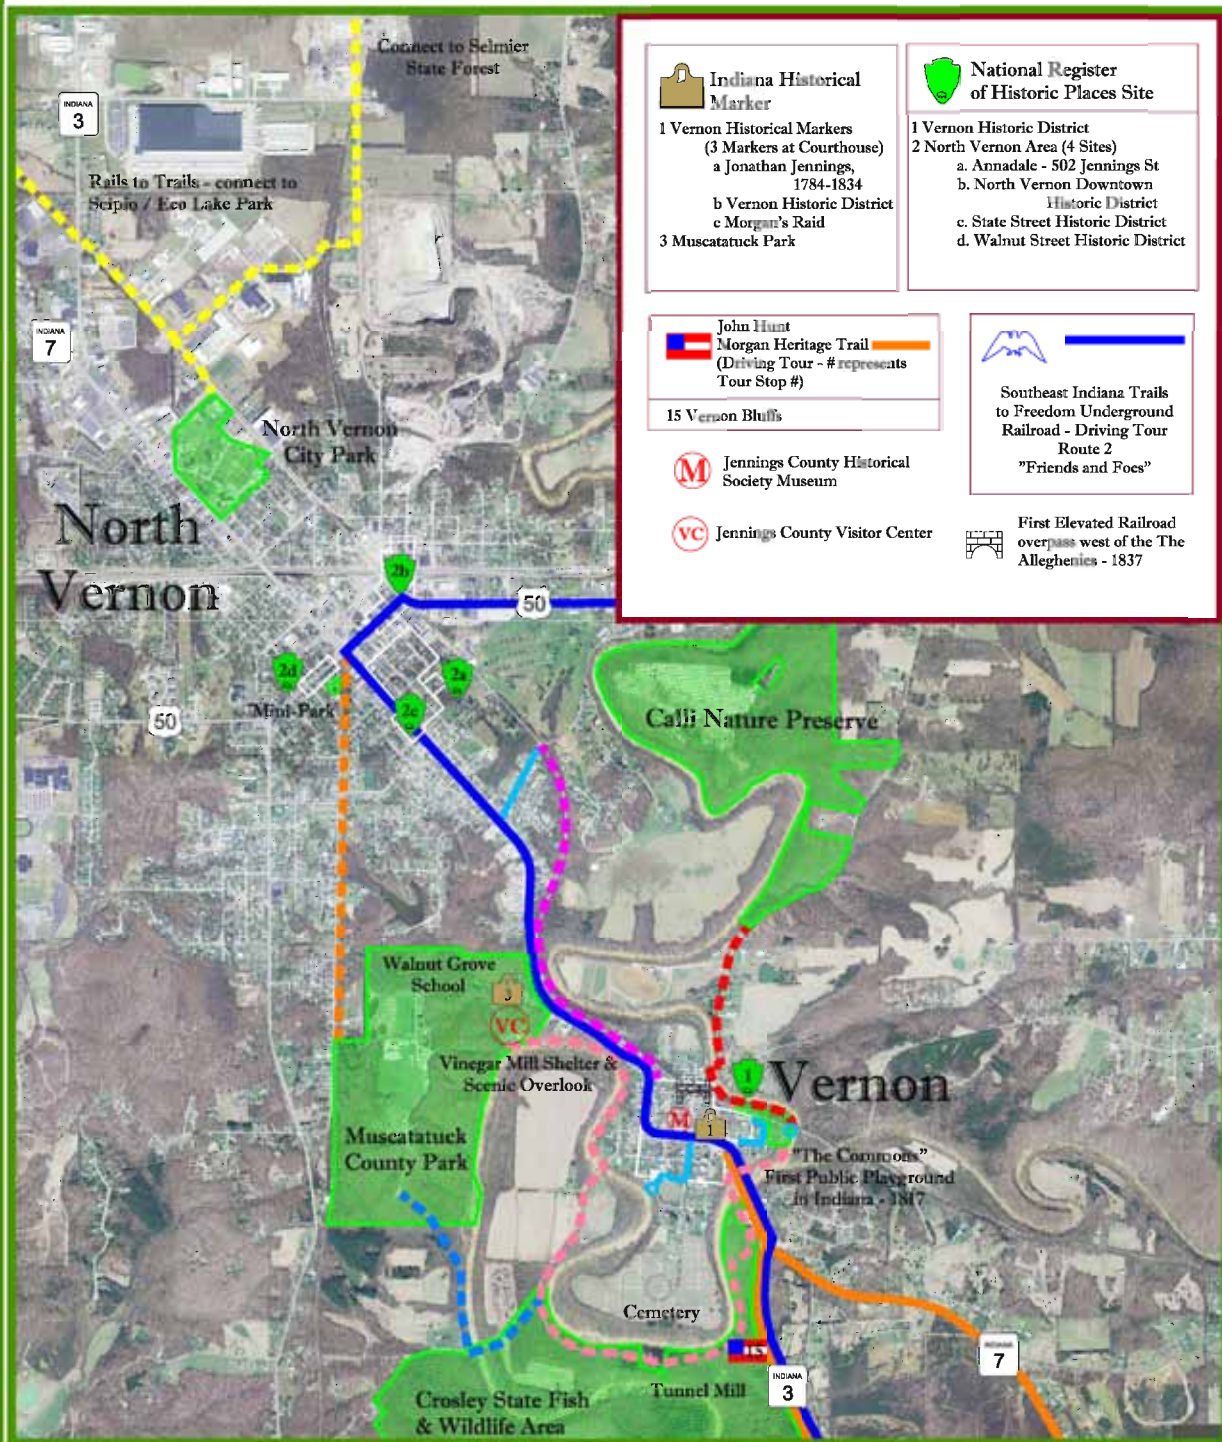 Connect to Selmier
State Forest
INDIANA
3
Rails to Trails - connect to
Scipio / Eco Lake Park
INDIANA
7
North Vernon
City Park
North
Vernon
Indiana Historical
Marker
1 Vernon Historical Markers
(3 Markers at Courthouse)
a Jonathan Jennings,
1784-1834
b Vernon Historic District
c Morgan's Raid
3 Muscatatuck Park
National Register
of Historic Places Site
1 Vernon Historic District
2 North Vernon Area (4 Sites)
a. Annadale - 502 Jennings St
b. North Vernon Downtown
Historic District
c. State Street Historic District
d. Walnut Street Historic District
John Hunt
Morgan Heritage Trail
(Driving Tour - # represents
Tour Stop #)
15 Vernon Bluffs
Southeast Indiana Trails
to Freedom Underground
Railroad - Driving Tour
Route 2
"Friends and Foes"
M
Jennings County Historical
Society Museum
VC
Jennings County Visitor Center
First Elevated Railroad
overpass west of the The
Alleghenies - 1837
2b
50
2d
2a
Mini-Park
2c
50
Calli Nature Preserve
Walnut Grove
School
3
VC
Vinegar Mill Shelter &
Scenic Overlook
1
Vernon
M
1
Muscatatuck
County Park
"The Commons"
First Public Playground
in Indiana - 1817
Cemetery
15
INDIANA
7
Tunnel Mill
INDIANA
3
Crosley State Fish
& Wildlife Area